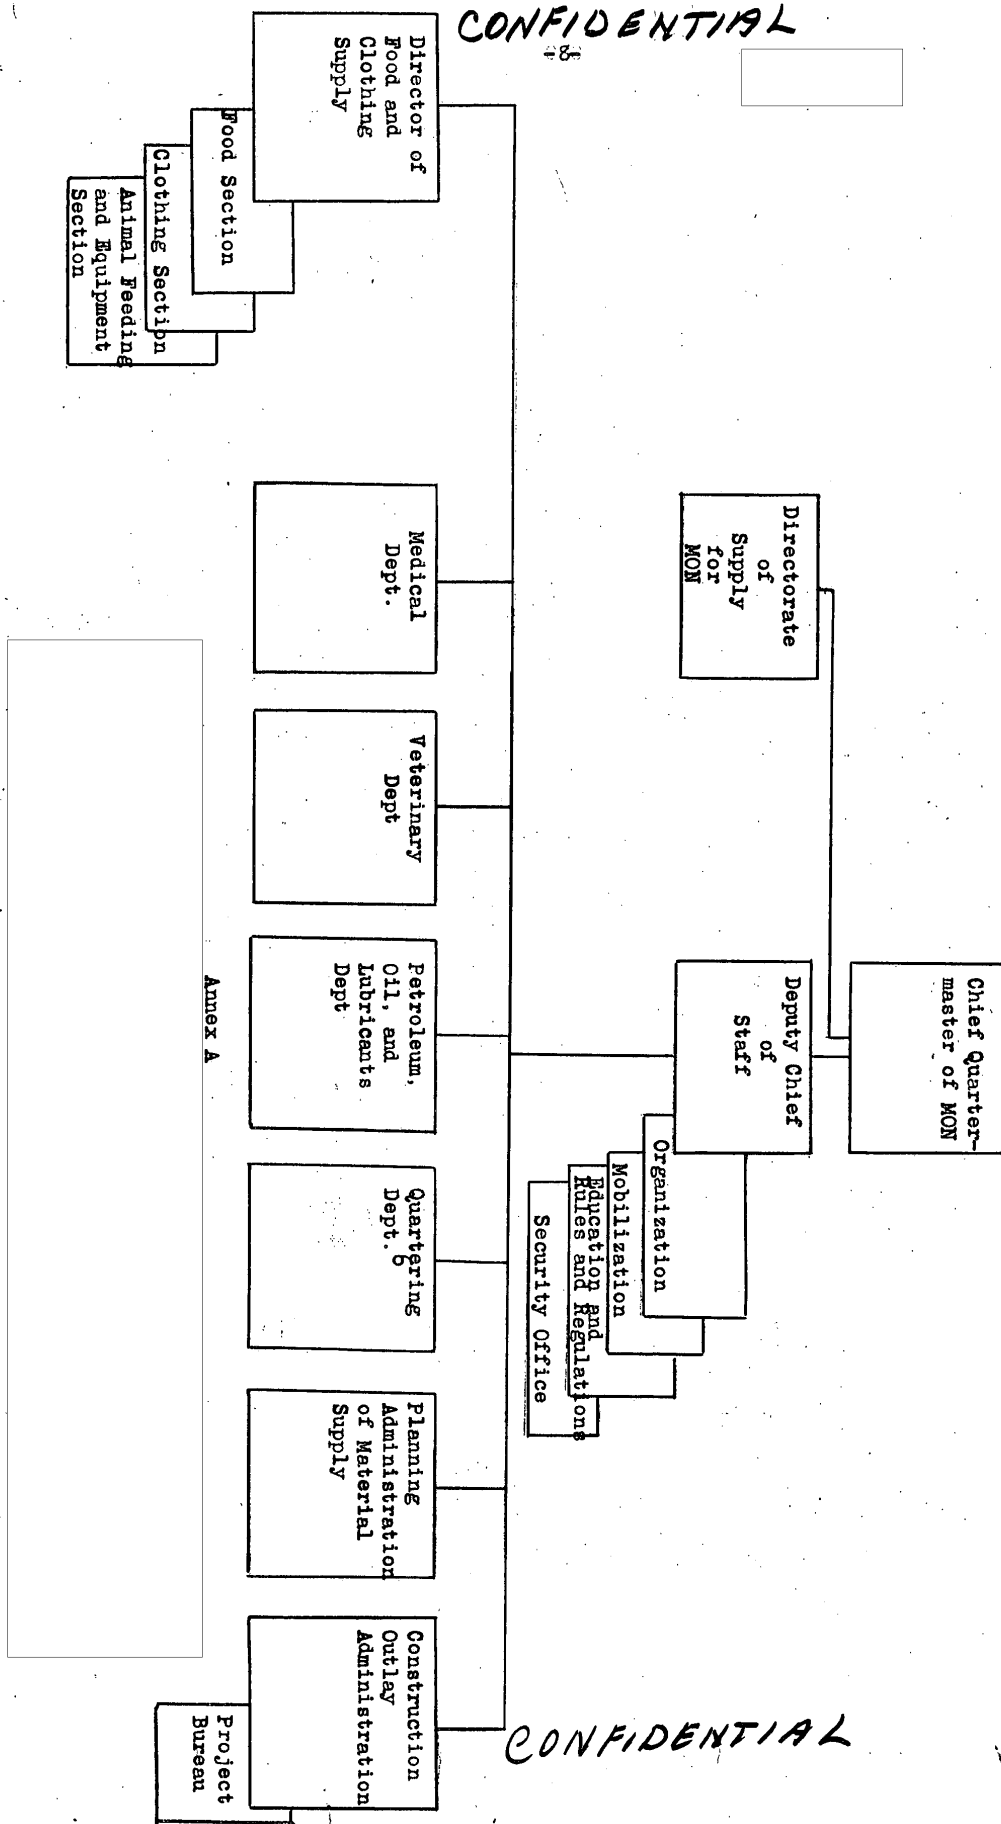 CONFIDENTIAL
-8-
Chief Quarter-
master of MON
Directorate
of
Supply
for
MON
Deputy Chief
of
Staff
Organization
Mobilization
Education and
Rules and Regulations
Security Office
Director of
Food and
Clothing
Supply
Food Section
Clothing Section
Animal Feeding
and Equipment
Section
Medical
Dept.
Veterinary
Dept
Petroleum,
Oil, and
Lubricants
Dept
Quartering
Dept. 6
Planning
Administration
of Material
Supply
Construction
Outlay
Administration
Project
Bureau
Annex A
CONFIDENTIAL